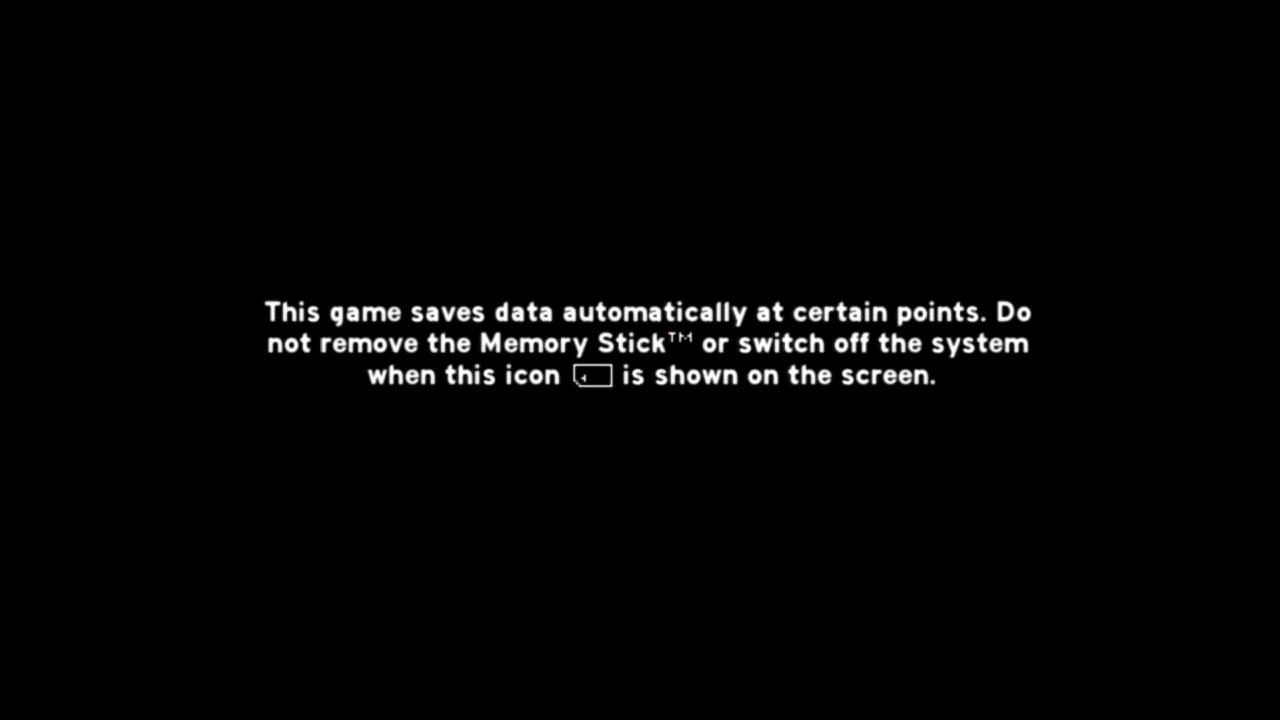 This game saves data automatically at certain points. Do
not remove the Memory Stick™ or switch off the system
when this icon is shown on the screen.